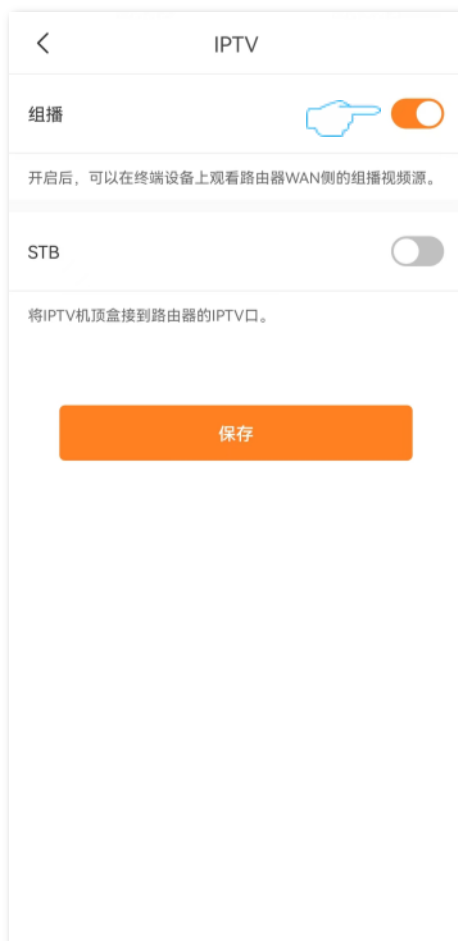 IPTV
组播
开启后，可以在终端设备上观看路由器WAN侧的组播视频源。
STB
将IPTV机顶盒接到路由器的IPTV口。
保存